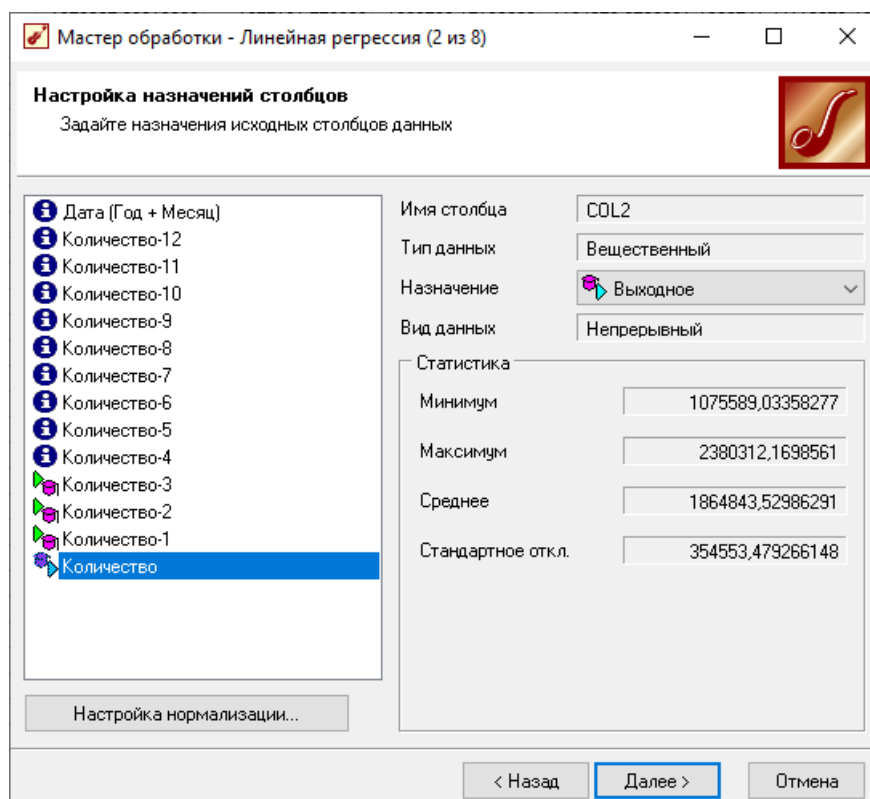 Мастер обработки - Линейная регрессия (2 из 8)
Настройка назначений столбцов
Задайте назначения исходных столбцов данных
Дата (Год + Месяц)
Количество-12
Количество-11
Количество-10
Количество-9
Количество-8
Количество-7
Количество-6
Количество-5
Количество-4
Количество-3
Количество-2
Количество-1
Количество
Настройка нормализации...
Имя столбца COL2
Тип данных Вещественный
Назначение Выходное
Вид данных Непрерывный
Статистика
Минимум 1075589,03358277
Максимум 2380312,1698561
Среднее 1864843,52986291
Стандартное откл. 354553,479266148
< Назад Далее > Отмена